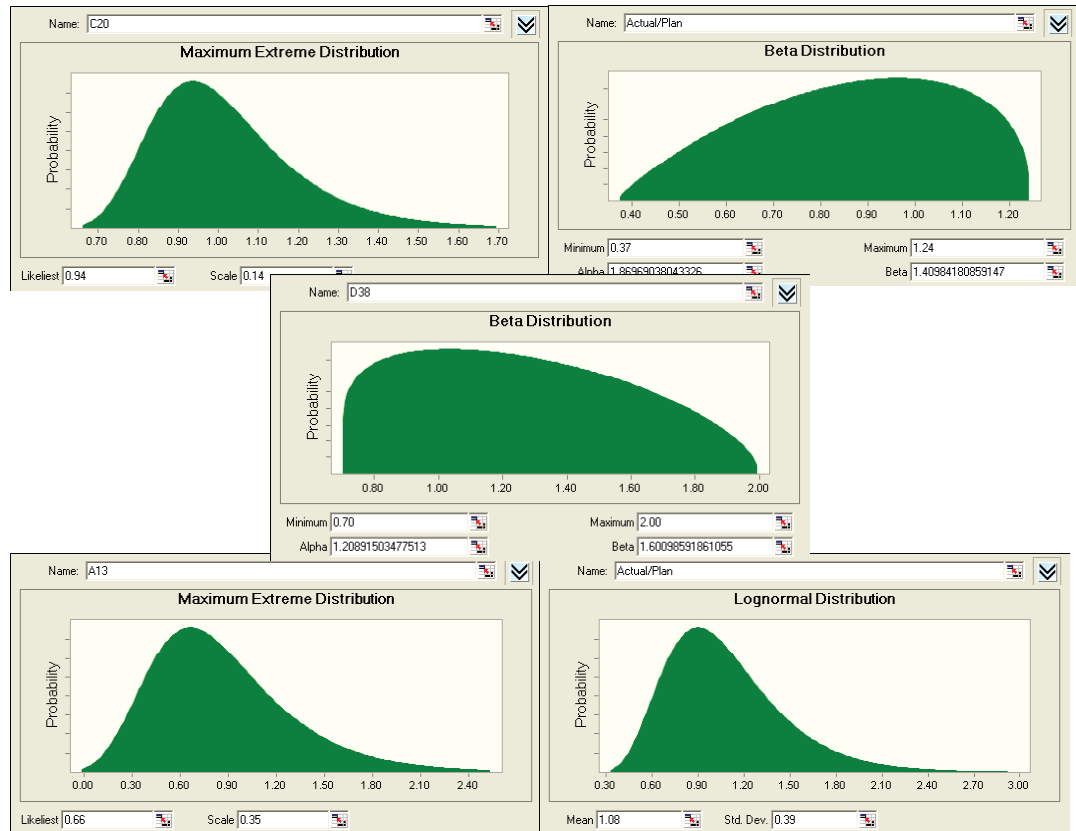 Name: C20
Maximum Extreme Distribution
Probability
0.70 0.80 0.90 1.00 1.10 1.20 1.30 1.40 1.50 1.60 1.70
Likeliest 0.94 Scale 0.14
Name: Actual/Plan
Beta Distribution
Probability
0.40 0.50 0.60 0.70 0.80 0.90 1.00 1.10 1.20
Minimum 0.37 Maximum 1.24
Alpha 1.86969038043326 Beta 1.40984180859147
Name: D38
Beta Distribution
Probability
0.80 1.00 1.20 1.40 1.60 1.80 2.00
Minimum 0.70 Maximum 2.00
Alpha 1.20891503477513 Beta 1.60098591861055
Name: A13
Maximum Extreme Distribution
Probability
0.00 0.30 0.60 0.90 1.20 1.50 1.80 2.10 2.40
Likeliest 0.66 Scale 0.35
Name: Actual/Plan
Lognormal Distribution
Probability
0.30 0.60 0.90 1.20 1.50 1.80 2.10 2.40 2.70 3.00
Mean 1.08 Std. Dev. 0.39